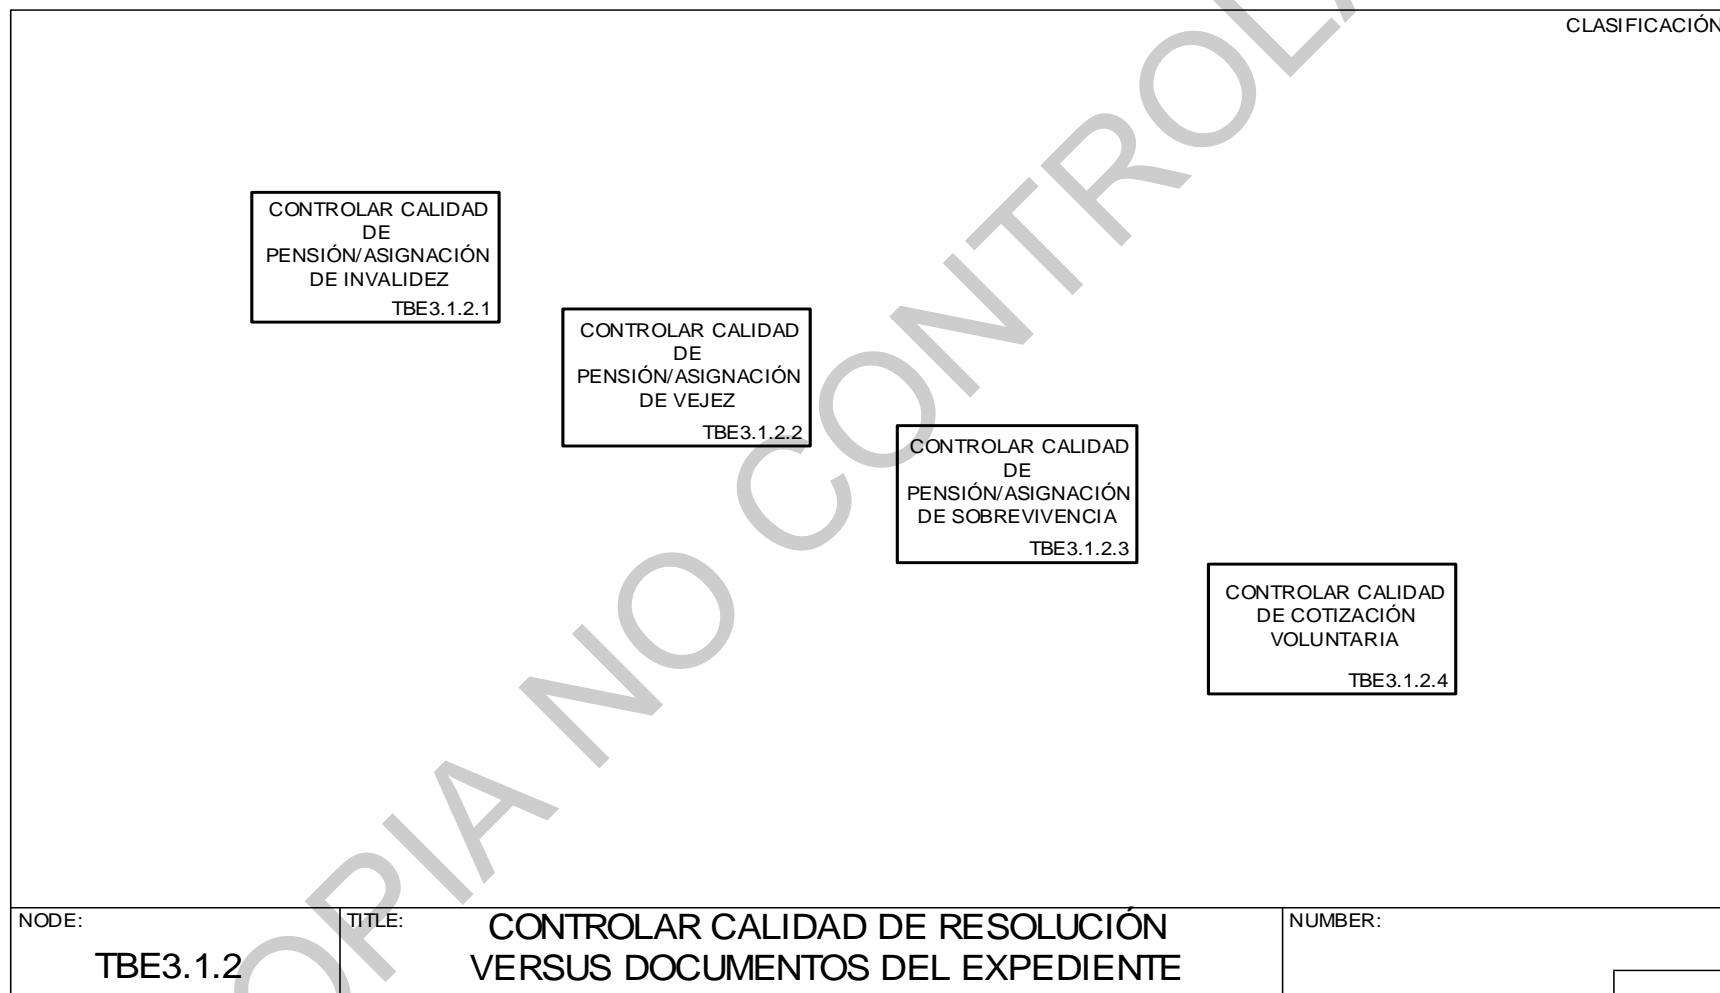 CLASIFICACIÓN
CONTROLAR CALIDAD
DE
PENSIÓN/ASIGNACIÓN
DE INVALIDEZ
TBE3.1.2.1
CONTROLAR CALIDAD
DE
PENSIÓN/ASIGNACIÓN
DE VEJEZ
TBE3.1.2.2
CONTROLAR CALIDAD
DE
PENSIÓN/ASIGNACIÓN
DE SOBREVIVENCIA
TBE3.1.2.3
CONTROLAR CALIDAD
DE COTIZACIÓN
VOLUNTARIA
TBE3.1.2.4
OPIA NO CONTROLA
NODE:
TBE3.1.2
TITLE:
CONTROLAR CALIDAD DE RESOLUCIÓN
VERSUS DOCUMENTOS DEL EXPEDIENTE
NUMBER: